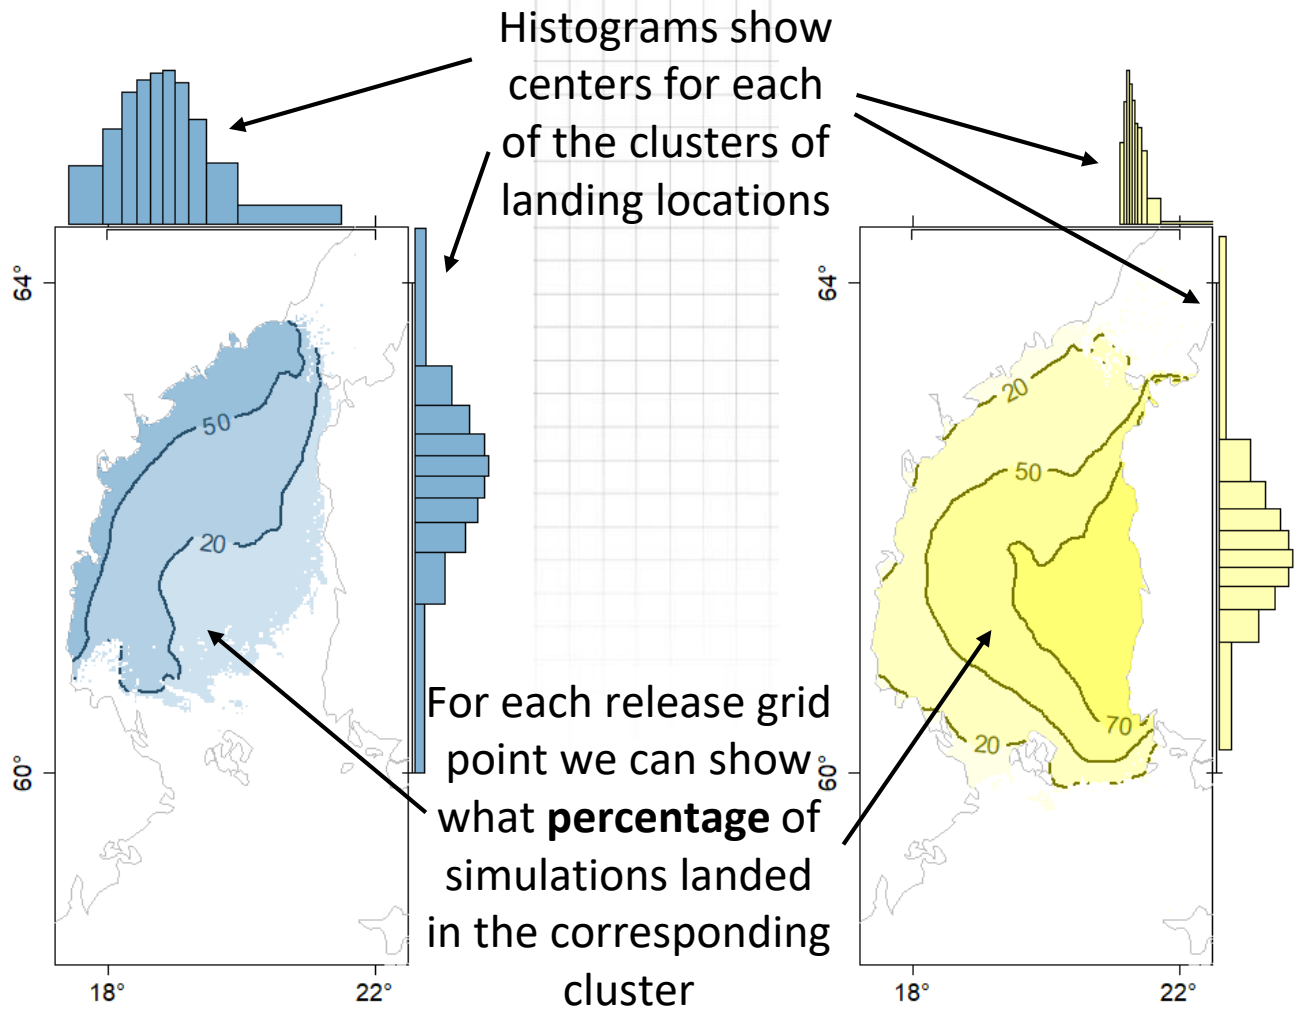 Histograms show
centers for each
of the clusters of
landing locations
64°
64°
50
20
20
50
70
20
For each release grid
point we can show
what percentage of
simulations landed
in the corresponding
cluster
60°
60°
18°
22°
18°
22°